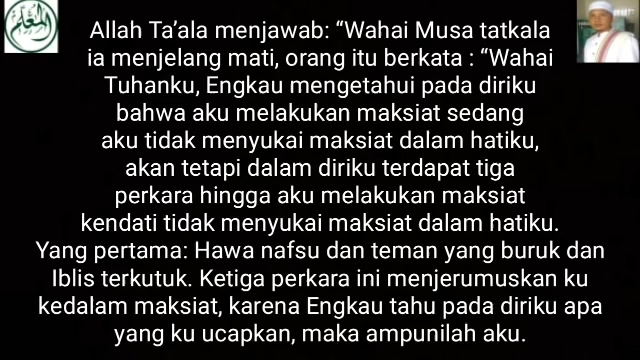 Allah Ta’ala menjawab: “Wahai Musa tatkala
ia menjelang mati, orang itu berkata : “Wahai
Tuhanku, Engkau mengetahui pada diriku
bahwa aku melakukan maksiat sedang
aku tidak menyukai maksiat dalam hatiku,
akan tetapi dalam diriku terdapat tiga
perkara hingga aku melakukan maksiat
kendati tidak menyukai maksiat dalam hatiku.
Yang pertama: Hawa nafsu dan teman yang buruk dan
Iblis terkutuk. Ketiga perkara ini menjerumuskan ku
kedalam maksiat, karena Engkau tahu pada diriku apa
yang ku ucapkan, maka ampunilah aku.